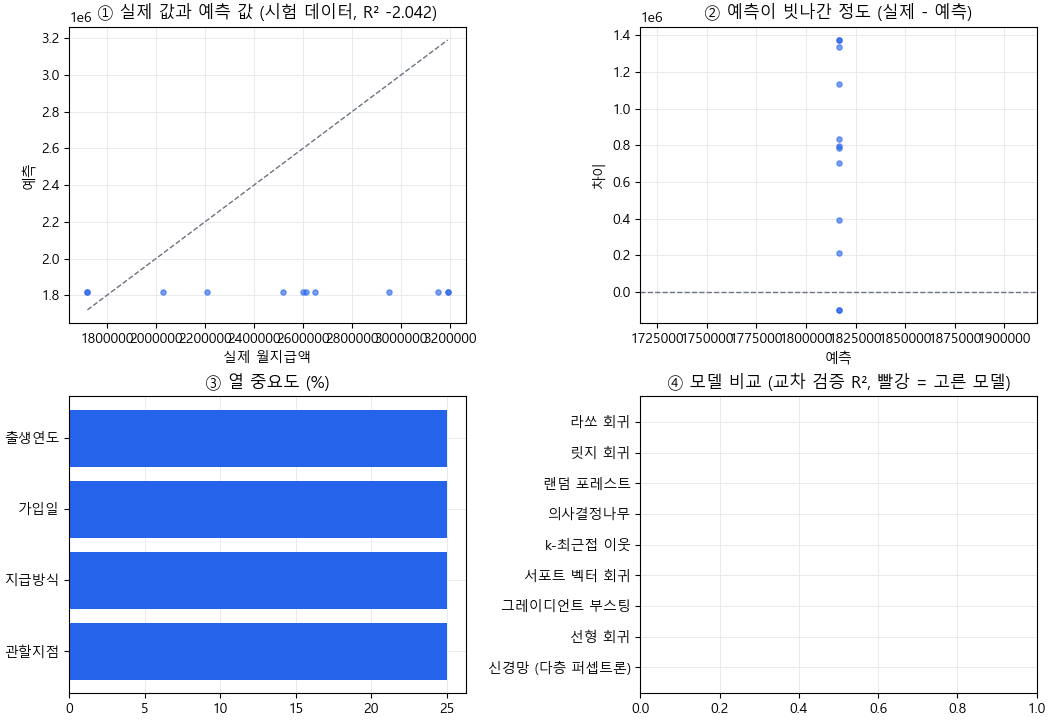 ① 실제 값과 예측 값 (시험 데이터, R² -2.042)
1e6
3.2
3.0
2.8
2.6
2.4
2.2
2.0
1.8
예측
1800000 2000000 2200000 2400000 2600000 2800000 3000000 3200000
실제 월지급액
② 예측이 빗나간 정도 (실제 - 예측)
1e6
1.4
1.2
1.0
0.8
0.6
0.4
0.2
0.0
차이
1725000 1750000 1775000 1800000 1825000 1850000 1875000 1900000
예측
③ 열 중요도 (%)
출생연도
가입일
지급방식
관할지점
0 5 10 15 20 25
④ 모델 비교 (교차 검증 R², 빨강 = 고른 모델)
라쏘 회귀
릿지 회귀
랜덤 포레스트
의사결정나무
k-최근접 이웃
서포트 벡터 회귀
그레이디언트 부스팅
선형 회귀
신경망 (다층 퍼셉트론)
0.0 0.2 0.4 0.6 0.8 1.0